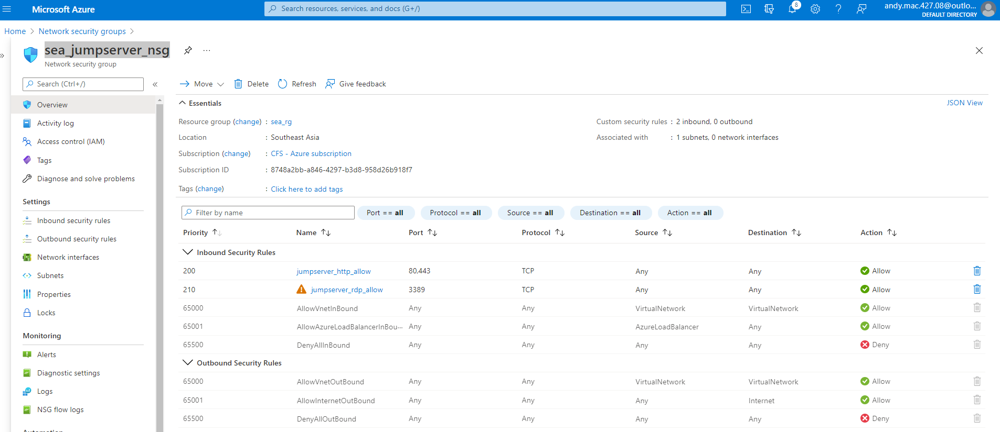 Microsoft Azure
Search resources, services, and docs (G+/)
8
andy.mac.427.08@outlo...
DEFAULT DIRECTORY
Home > Network security groups >
sea_jumpserver_nsg ...
Network security group
Search (Ctrl+/) «
Overview
Activity log
Access control (IAM)
Tags
Diagnose and solve problems
Settings
Inbound security rules
Outbound security rules
Network interfaces
Subnets
Properties
Locks
Monitoring
Alerts
Diagnostic settings
Logs
NSG flow logs
Automation
Move Delete Refresh Give feedback
Essentials JSON View
Resource group (change) : sea_rg
Location : Southeast Asia
Subscription (change) : CFS - Azure subscription
Subscription ID : 8748a2bb-a846-4297-b3d8-958d26b918f7
Tags (change) : Click here to add tags
Custom security rules : 2 inbound, 0 outbound
Associated with : 1 subnets, 0 network interfaces
Filter by name Port == all Protocol == all Source == all Destination == all Action == all
Priority Name Port Protocol Source Destination Action
Inbound Security Rules
200 jumpserver_http_allow 80,443 TCP Any Any Allow
210 jumpserver_rdp_allow 3389 TCP Any Any Allow
65000 AllowVnetInBound Any Any VirtualNetwork VirtualNetwork Allow
65001 AllowAzureLoadBalancerInBou... Any Any AzureLoadBalancer Any Allow
65500 DenyAllInBound Any Any Any Any Deny
Outbound Security Rules
65000 AllowVnetOutBound Any Any VirtualNetwork VirtualNetwork Allow
65001 AllowInternetOutBound Any Any Any Internet Allow
65500 DenyAllOutBound Any Any Any Any Deny